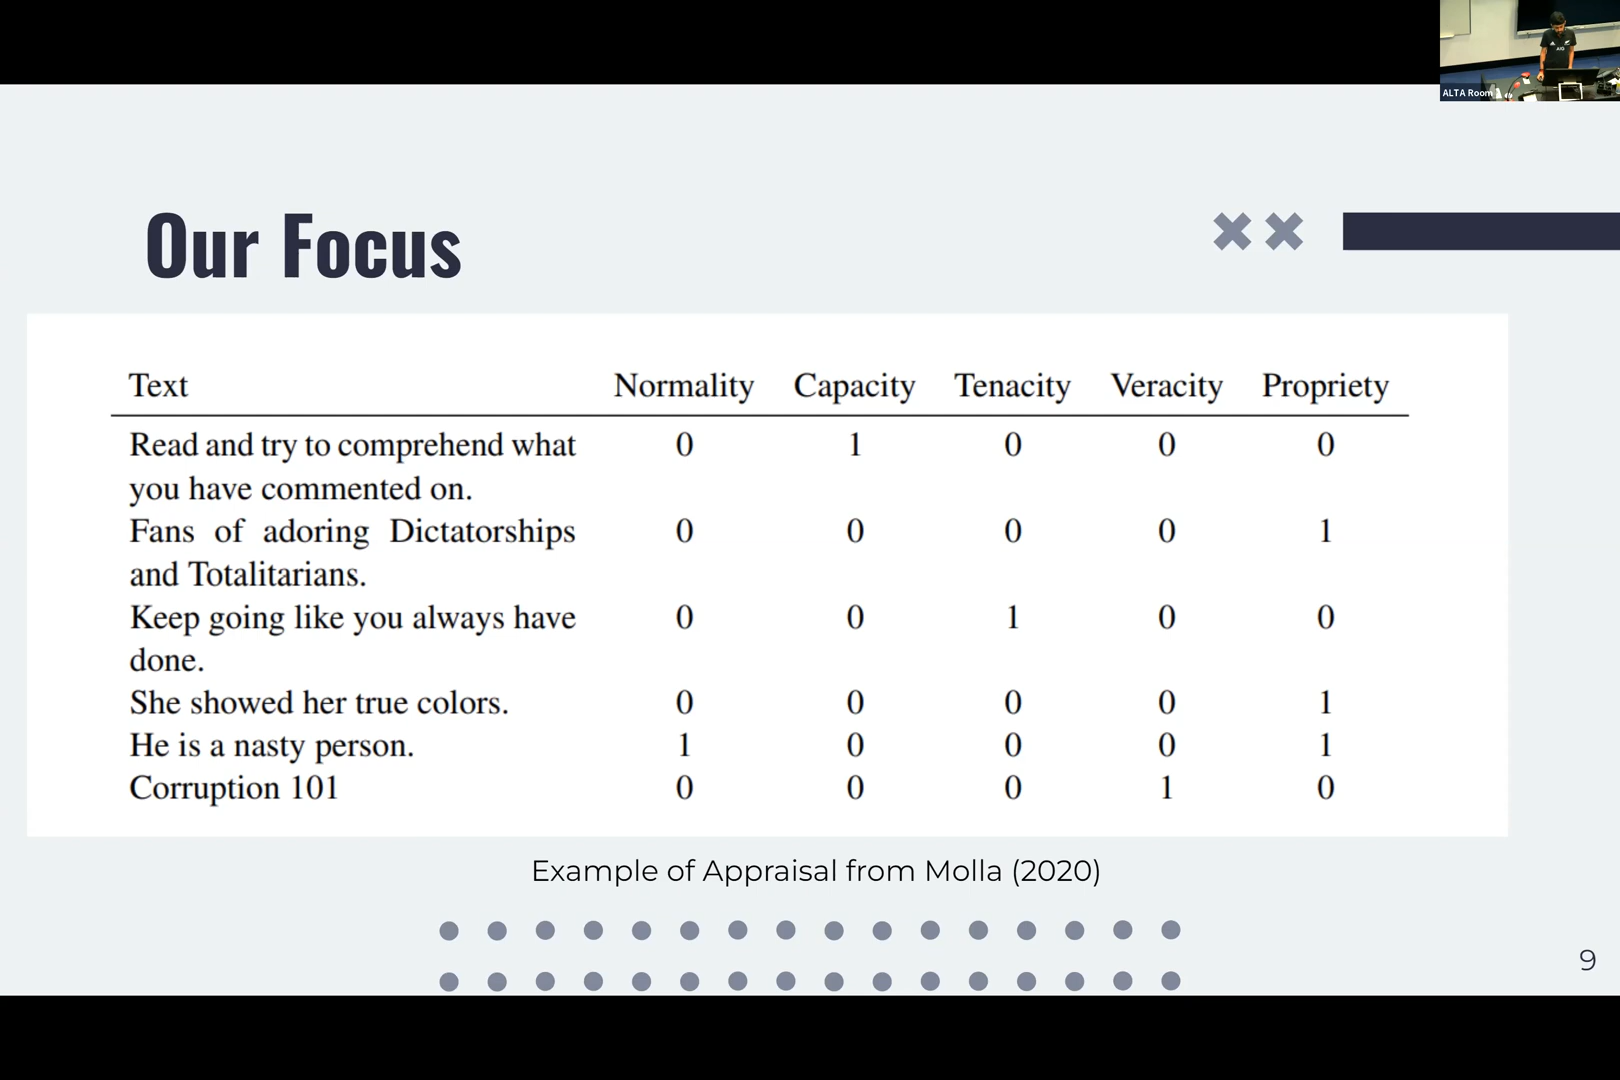 ALTA Room
Our Focus
Text Normality Capacity Tenacity Veracity Propriety
Read and try to comprehend what 0 1 0 0 0
you have commented on.
Fans of adoring Dictatorships 0 0 0 0 1
and Totalitarians.
Keep going like you always have 0 0 1 0 0
done.
She showed her true colors. 0 0 0 0 1
He is a nasty person. 1 0 0 0 1
Corruption 101 0 0 0 1 0
Example of Appraisal from Molla (2020)
9